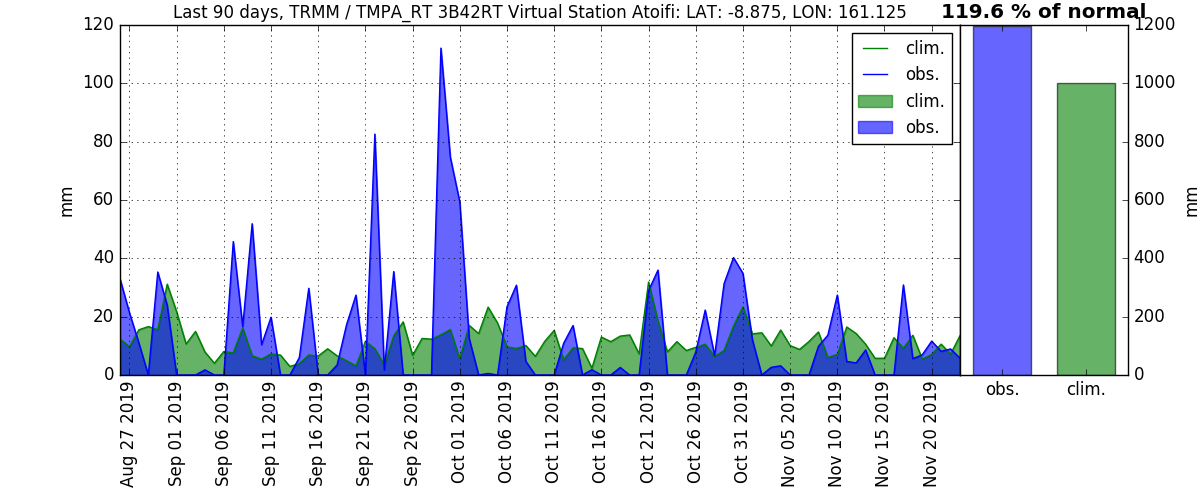 Last 90 days, TRMM / TMPA_RT 3B42RT Virtual Station Atoifi: LAT: -8.875, LON: 161.125
119.6 % of normal
120
100
80
60
40
20
0
mm
clim.
obs.
clim.
obs.
1200
1000
800
600
400
200
0
mm
Aug 27 2019
Sep 01 2019
Sep 06 2019
Sep 11 2019
Sep 16 2019
Sep 21 2019
Sep 26 2019
Oct 01 2019
Oct 06 2019
Oct 11 2019
Oct 16 2019
Oct 21 2019
Oct 26 2019
Oct 31 2019
Nov 05 2019
Nov 10 2019
Nov 15 2019
Nov 20 2019
obs.
clim.